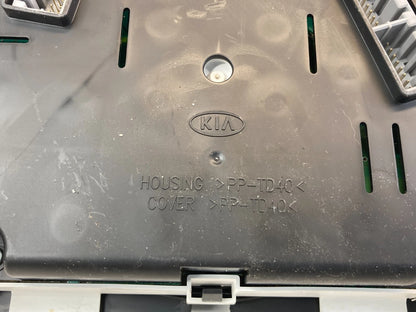 KIA
HOUSING >PP-TD40<
COVER >PP-TD40<